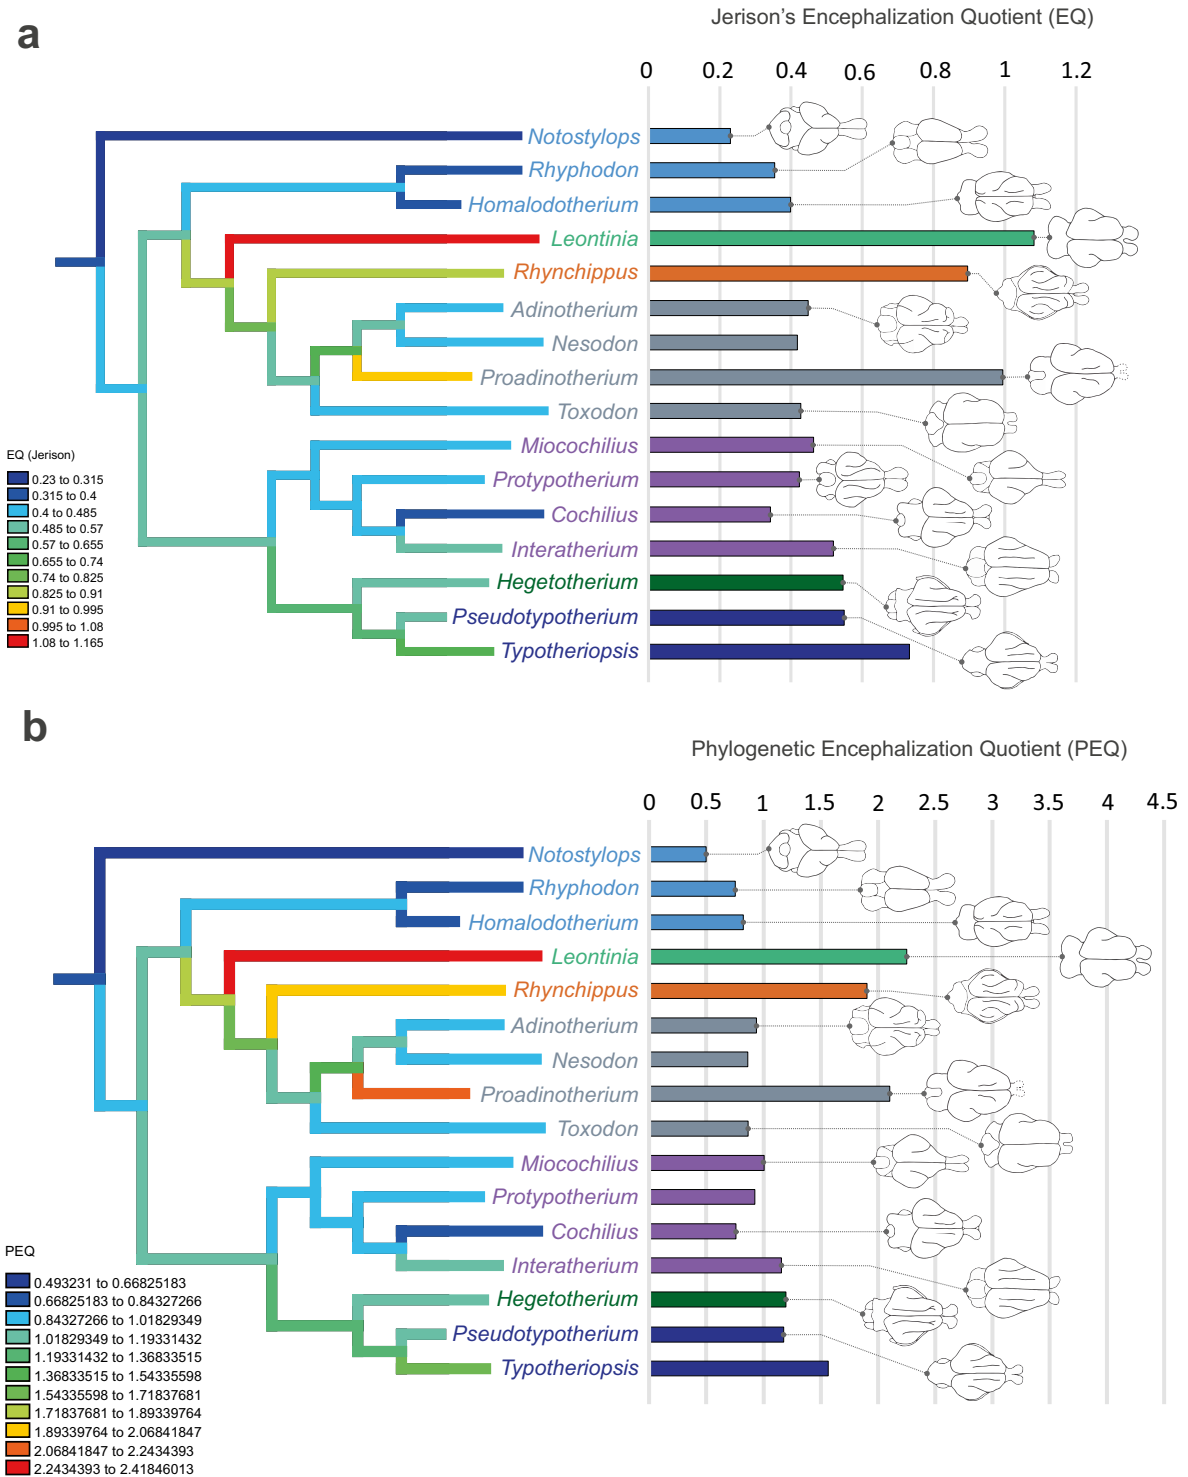 a
Jerison's Encephalization Quotient (EQ)
0 0.2 0.4 0.6 0.8 1 1.2
Notostylops
Rhyphodon
Homalodotherium
Leontinia
Rhynchippus
Adinotherium
Nesodon
Proadinotherium
Toxodon
Miocochilius
Protypotherium
Cochilius
Interatherium
Hegetotherium
Pseudotypotherium
Typotheriopsis
EQ (Jerison)
0.23 to 0.315
0.315 to 0.4
0.4 to 0.485
0.485 to 0.57
0.57 to 0.655
0.655 to 0.74
0.74 to 0.825
0.825 to 0.91
0.91 to 0.995
0.995 to 1.08
1.08 to 1.165
b
Phylogenetic Encephalization Quotient (PEQ)
0 0.5 1 1.5 2 2.5 3 3.5 4 4.5
Notostylops
Rhyphodon
Homalodotherium
Leontinia
Rhynchippus
Adinotherium
Nesodon
Proadinotherium
Toxodon
Miocochilius
Protypotherium
Cochilius
Interatherium
Hegetotherium
Pseudotypotherium
Typotheriopsis
PEQ
0.493231 to 0.66825183
0.66825183 to 0.84327266
0.84327266 to 1.01829349
1.01829349 to 1.19331432
1.19331432 to 1.36833515
1.36833515 to 1.54335598
1.54335598 to 1.71837681
1.71837681 to 1.89339764
1.89339764 to 2.06841847
2.06841847 to 2.2434393
2.2434393 to 2.41846013